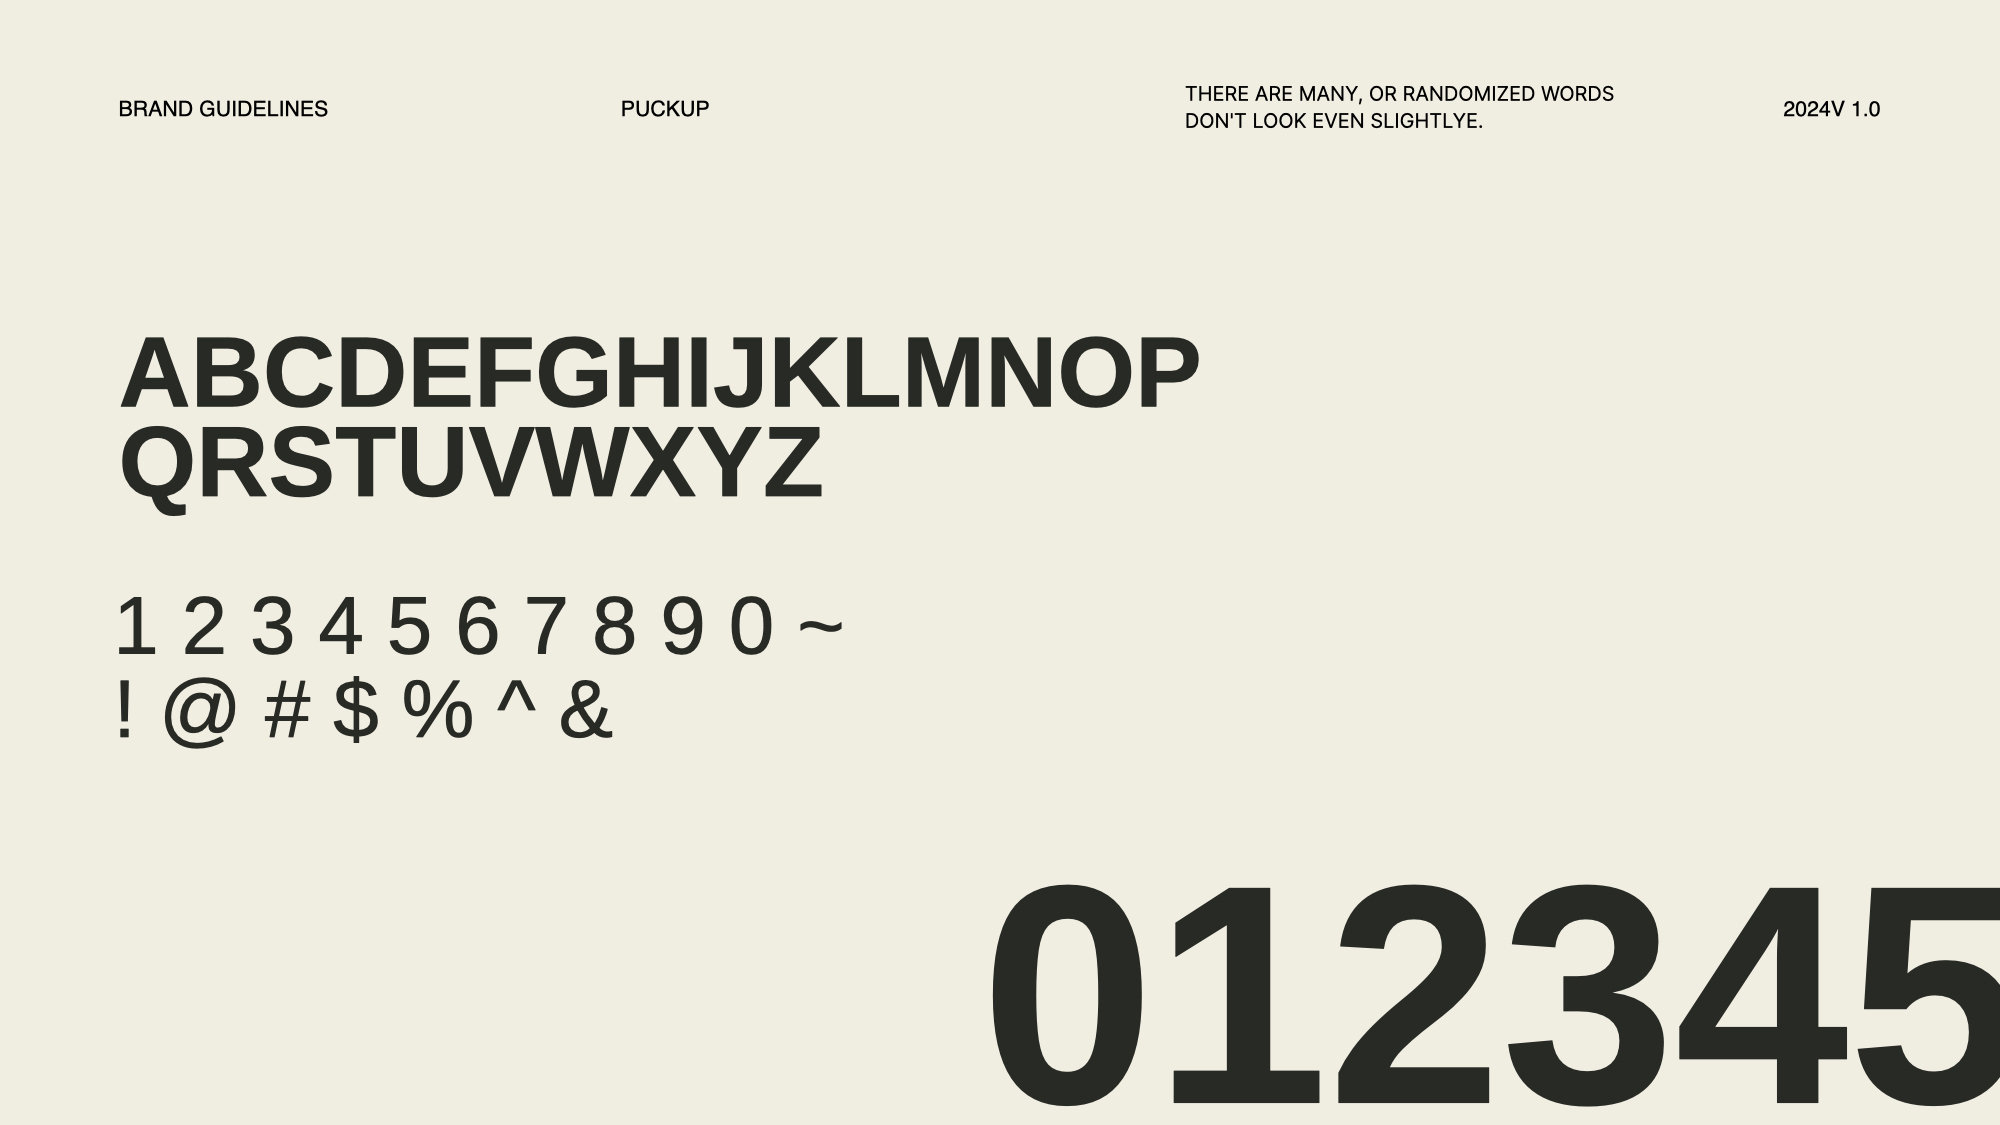 BRAND GUIDELINES
PUCKUP
THERE ARE MANY, OR RANDOMIZED WORDS
DON'T LOOK EVEN SLIGHTLYE.
2024V 1.0
ABCDEFGHIJKLMNOP
QRSTUVWXYZ
1 2 3 4 5 6 7 8 9 0 ~
! @ # $ % ^ &
012345